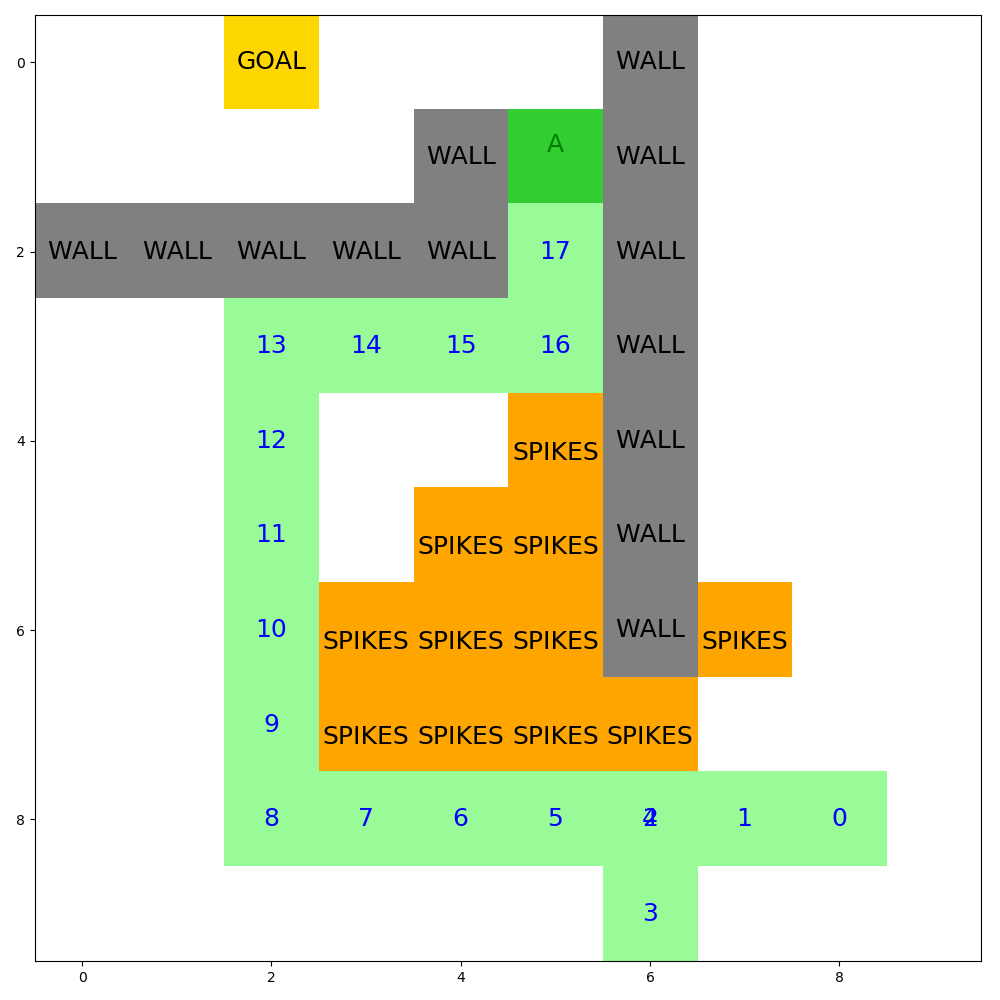 0 GOAL WALL
WALL A WALL
2 WALL WALL WALL WALL WALL 17 WALL
13 14 15 16 WALL
4 12 SPIKES WALL
11 SPIKES SPIKES WALL
6 10 SPIKES SPIKES SPIKES WALL SPIKES
9 SPIKES SPIKES SPIKES SPIKES
8 8 7 6 5 2 4 1 0
3
0 2 4 6 8